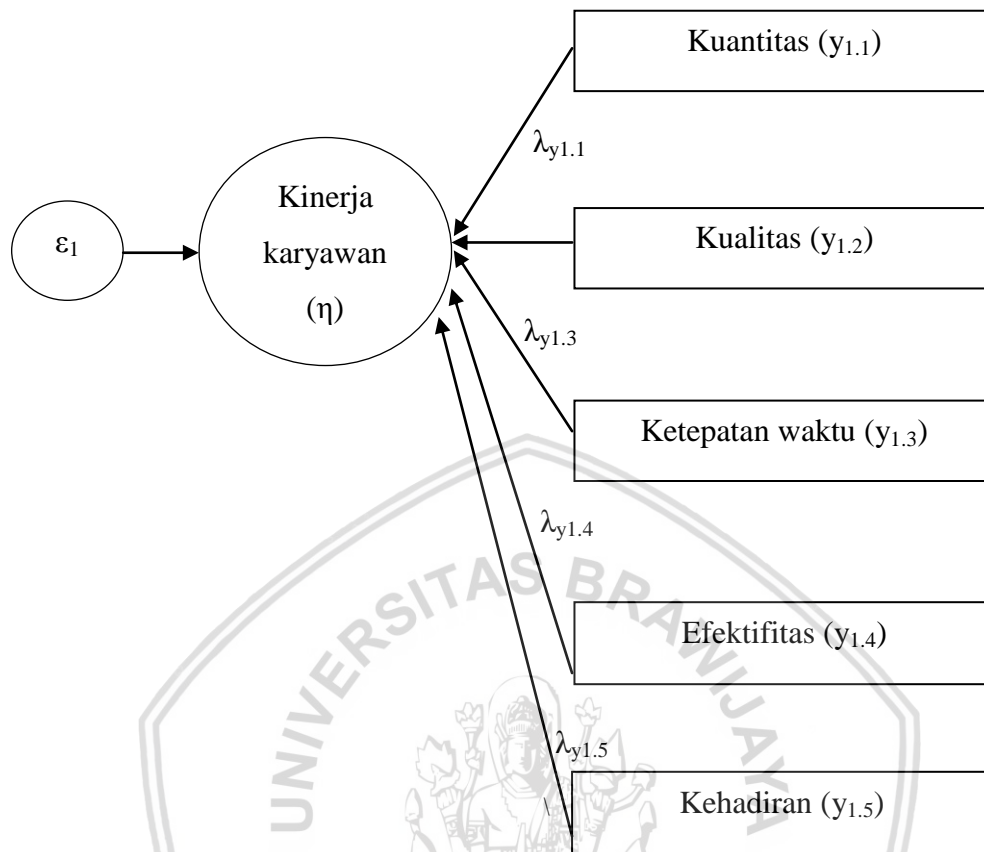 Kuantitas (y1.1)
λy1.1
Kinerja
karyawan
(η)
ε1
Kualitas (y1.2)
λy1.3
Ketepatan waktu (y1.3)
λy1.4
Efektifitas (y1.4)
λy1.5
Kehadiran (y1.5)
UNIVERSITAS BRAWIJAYA